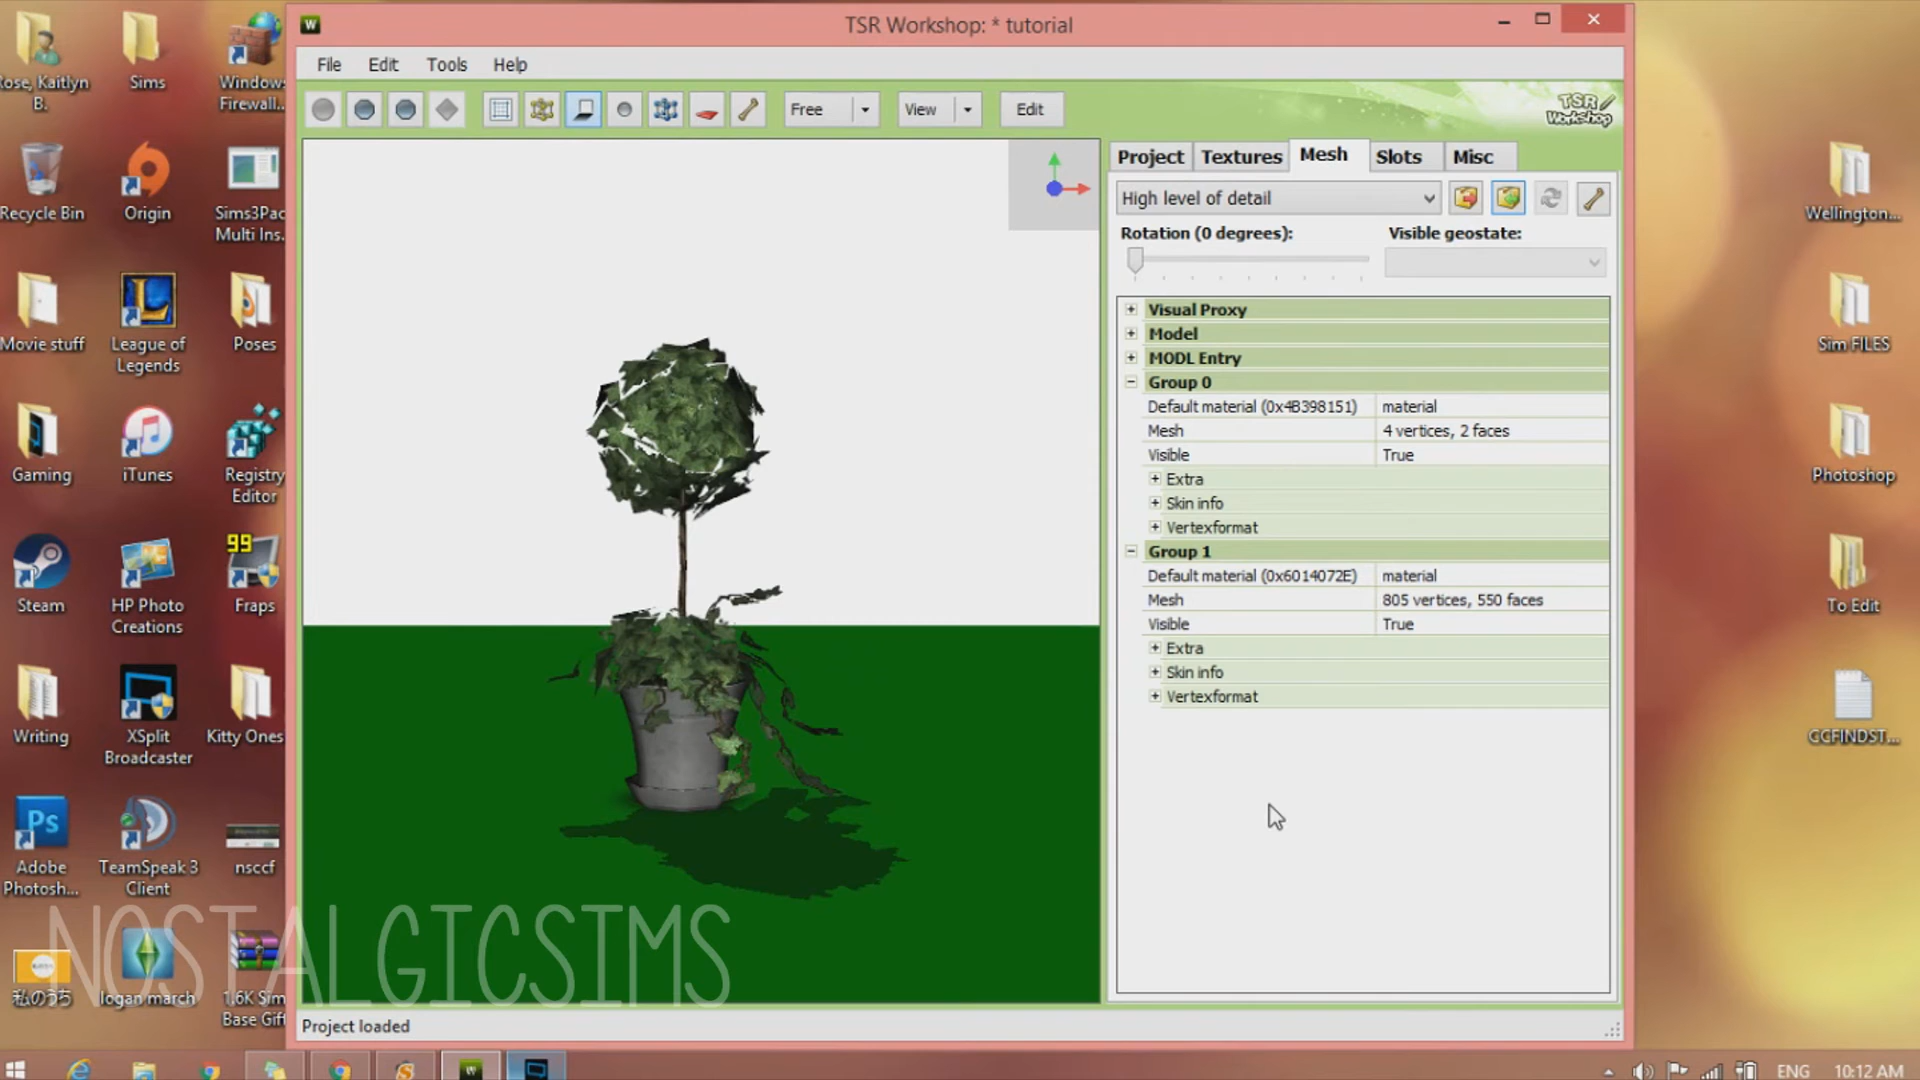 TSR Workshop: * tutorial
File Edit Tools Help
Free View Edit
TSR Workshop
Project Textures Mesh Slots Misc
High level of detail
Rotation (0 degrees): Visible geostate:
Visual Proxy
Model
MODL Entry
Group 0
Default material (0x4B398151) material
Mesh 4 vertices, 2 faces
Visible True
Extra
Skin info
Vertexformat
Group 1
Default material (0x6014072E) material
Mesh 805 vertices, 550 faces
Visible True
Extra
Skin info
Vertexformat
Project loaded
Rose, Kaitlyn
B.
Sims
Windows
Firewall...
Recycle Bin
Origin
Sims3Pac
Multi Ins.
Movie stuff
League of
Legends
Poses
Gaming
iTunes
Registry
Editor
Steam
HP Photo
Creations
99
Fraps
Writing
XSplit
Broadcaster
Kitty Ones
Ps
Adobe
Photosh...
TeamSpeak 3
Client
nsccf
私のうち
logan march
1.6K Sim
Base Gift
Wellington...
Sim FILES
Photoshop
To Edit
CCFINDST...
NOSTALGICSIMS
ENG 10:12 AM